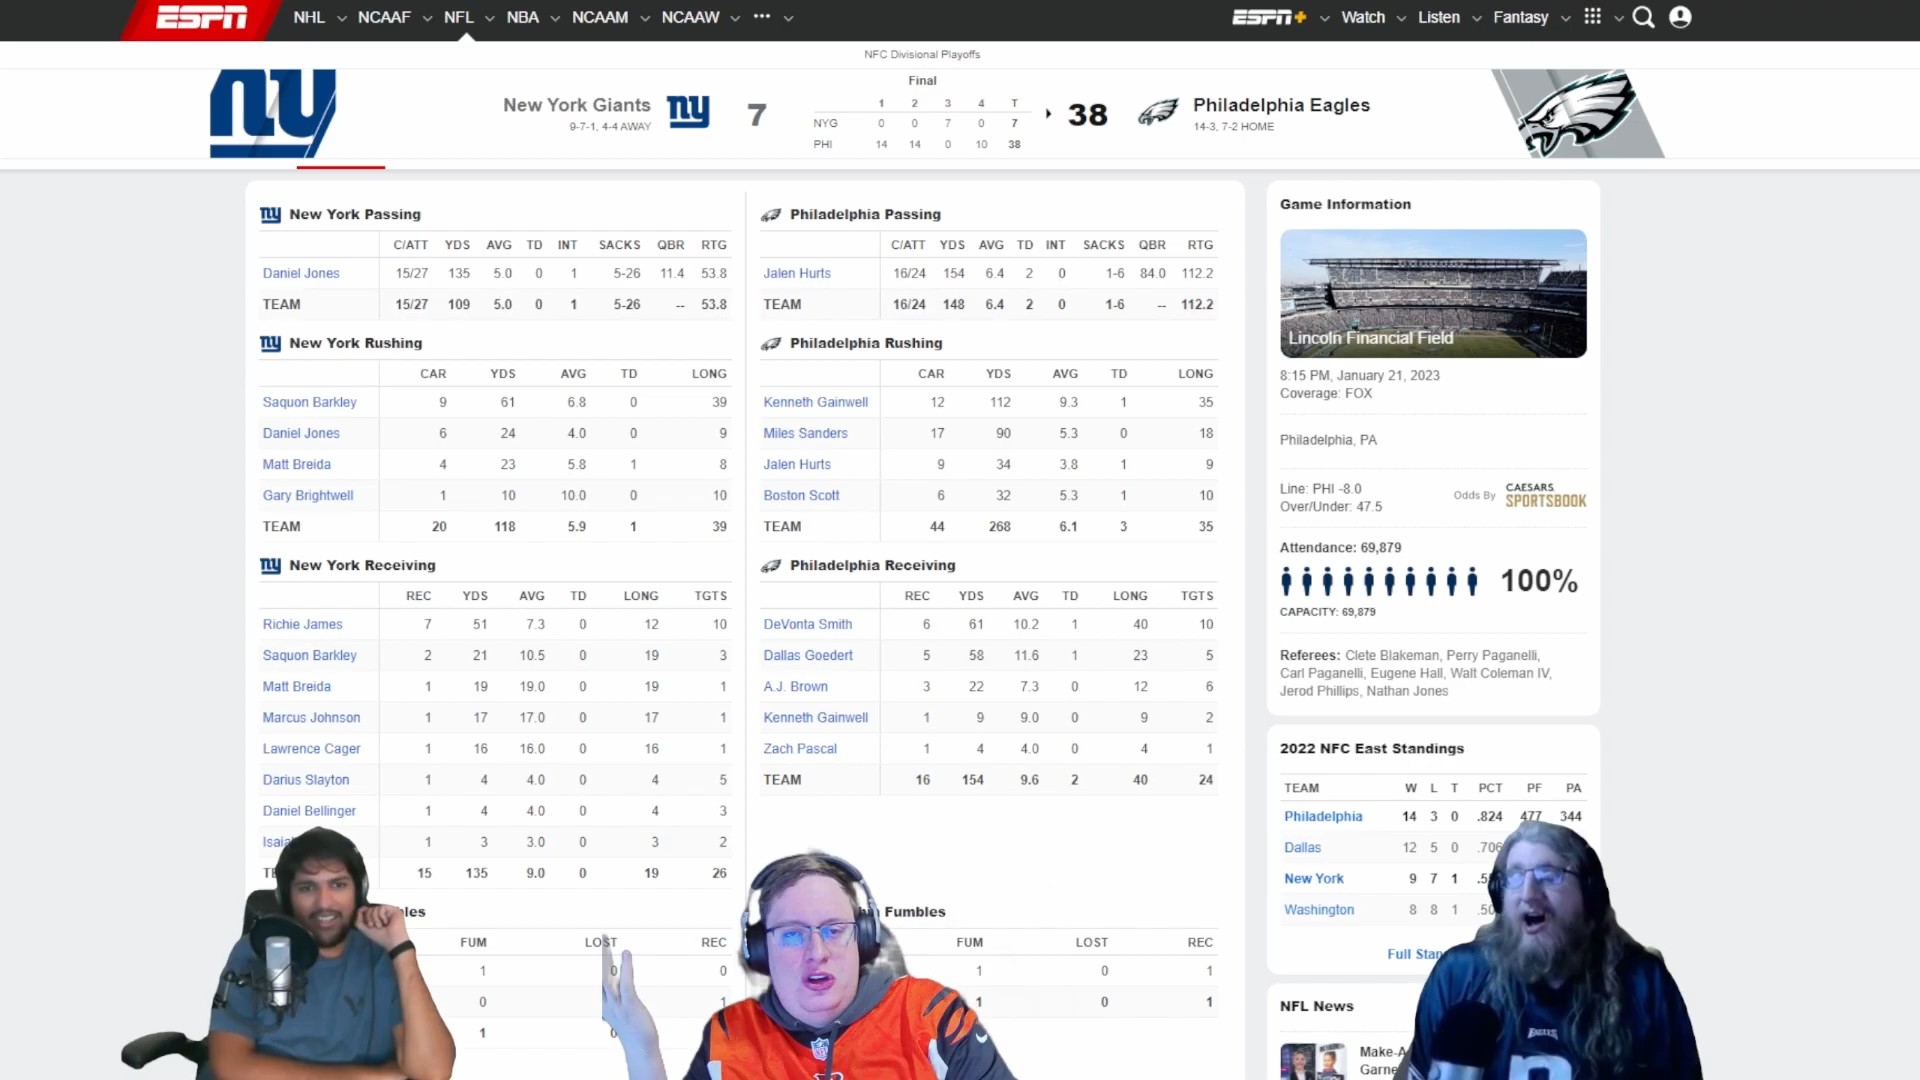 ESPN NHL NCAAF NFL NBA NCAAM NCAAW ••• ESPN+ Watch Listen Fantasy
NFC Divisional Playoffs
New York Giants
9-7-1, 4-4 AWAY
ny
7
Final
1 2 3 4 T
NYG 0 0 7 0 7
PHI 14 14 0 10 38
38
Philadelphia Eagles
14-3, 7-2 HOME
New York Passing
C/ATT YDS AVG TD INT SACKS QBR RTG
Daniel Jones 15/27 135 5.0 0 1 5-26 11.4 53.8
TEAM 15/27 109 5.0 0 1 5-26 -- 53.8
New York Rushing
CAR YDS AVG TD LONG
Saquon Barkley 9 61 6.8 0 39
Daniel Jones 6 24 4.0 0 9
Matt Breida 4 23 5.8 1 8
Gary Brightwell 1 10 10.0 0 10
TEAM 20 118 5.9 1 39
New York Receiving
REC YDS AVG TD LONG TGTS
Richie James 7 51 7.3 0 12 10
Saquon Barkley 2 21 10.5 0 19 3
Matt Breida 1 19 19.0 0 19 1
Marcus Johnson 1 17 17.0 0 17 1
Lawrence Cager 1 16 16.0 0 16 1
Darius Slayton 1 4 4.0 0 4 5
Daniel Bellinger 1 4 4.0 0 4 3
Isaia 1 3 3.0 0 3 2
TE 15 135 9.0 0 19 26
bles
FUM LOST REC
1 0 0
0 1
1 0
Philadelphia Passing
C/ATT YDS AVG TD INT SACKS QBR RTG
Jalen Hurts 16/24 154 6.4 2 0 1-6 84.0 112.2
TEAM 16/24 148 6.4 2 0 1-6 -- 112.2
Philadelphia Rushing
CAR YDS AVG TD LONG
Kenneth Gainwell 12 112 9.3 1 35
Miles Sanders 17 90 5.3 0 18
Jalen Hurts 9 34 3.8 1 9
Boston Scott 6 32 5.3 1 10
TEAM 44 268 6.1 3 35
Philadelphia Receiving
REC YDS AVG TD LONG TGTS
DeVonta Smith 6 61 10.2 1 40 10
Dallas Goedert 5 58 11.6 1 23 5
A.J. Brown 3 22 7.3 0 12 6
Kenneth Gainwell 1 9 9.0 0 9 2
Zach Pascal 1 4 4.0 0 4 1
TEAM 16 154 9.6 2 40 24
Fumbles
FUM LOST REC
1 0 1
1 0 1
Game Information
Lincoln Financial Field
8:15 PM, January 21, 2023
Coverage: FOX
Philadelphia, PA
Line: PHI -8.0
Over/Under: 47.5
Odds By CAESARS SPORTSBOOK
Attendance: 69,879
100%
CAPACITY: 69,879
Referees: Clete Blakeman, Perry Paganelli,
Carl Paganelli, Eugene Hall, Walt Coleman IV,
Jerod Phillips, Nathan Jones
2022 NFC East Standings
TEAM W L T PCT PF PA
Philadelphia 14 3 0 .824 477 344
Dallas 12 5 0 .706
New York 9 7 1 .5
Washington 8 8 1 .50
Full Stan
NFL News
Make-A
Garne
NFL
EAGLES